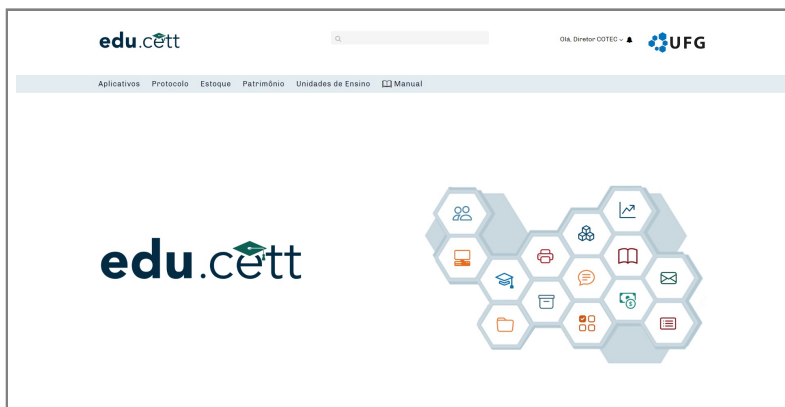 edu.cett
Olá, Diretor COTEC
UFG
Aplicativos Protocolo Estoque Patrimônio Unidades de Ensino Manual
edu.cett